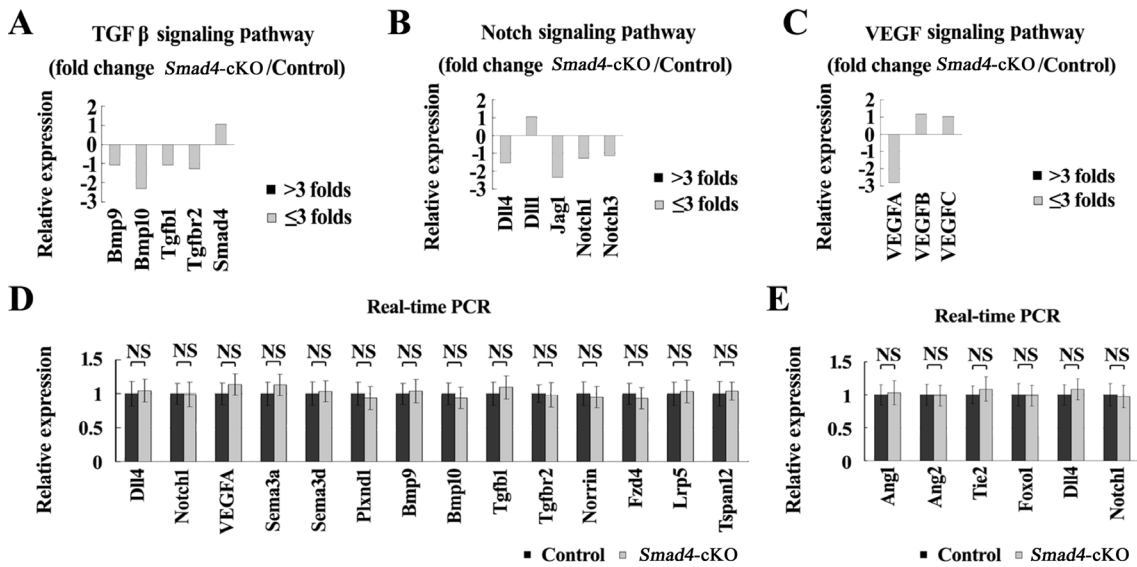 A
TGF β signaling pathway
(fold change Smad4-cKO/Control)
Relative expression
2
1
0
-1
-2
-3
Bmp9
Bmp10
Tgfb1
Tgfbr2
Smad4
>3 folds
≤3 folds
B
Notch signaling pathway
(fold change Smad4-cKO/Control)
Relative expression
2
1
0
-1
-2
-3
Dll4
Dll1
Jag1
Notch1
Notch3
>3 folds
≤3 folds
C
VEGF signaling pathway
(fold change Smad4-cKO/Control)
Relative expression
2
1
0
-1
-2
-3
VEGFA
VEGFB
VEGFC
>3 folds
≤3 folds
D
Real-time PCR
Relative expression
1.5
1
0.5
0
NS NS NS NS NS NS NS NS NS NS NS NS NS NS
Dll4
Notch1
VEGFA
Sema3a
Sema3d
Plxnd1
Bmp9
Bmp10
Tgfb1
Tgfbr2
Norrin
Fzd4
Lrp5
Tspan12
Control Smad4-cKO
E
Real-time PCR
Relative expression
1.5
1
0.5
0
NS NS NS NS NS NS
Ang1
Ang2
Tie2
Foxo1
Dll4
Notch1
Control Smad4-cKO